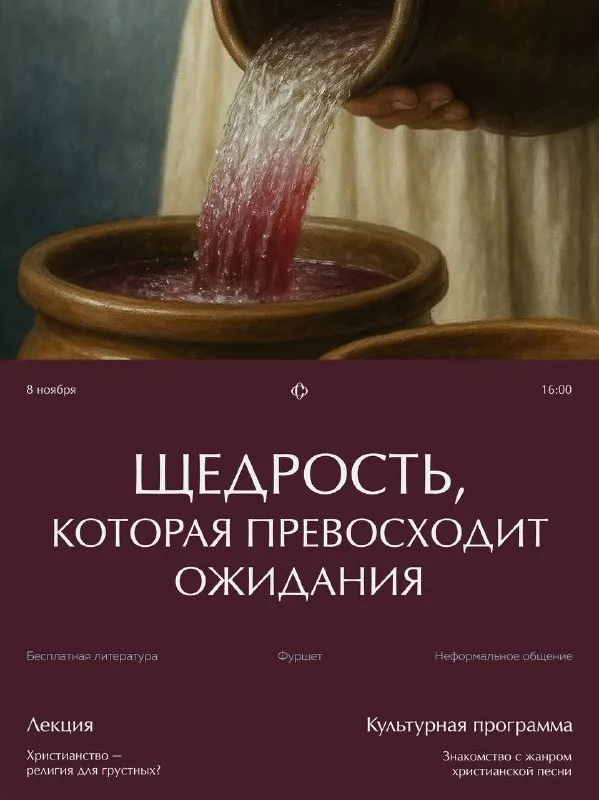 8 ноября
16:00
ЩЕДРОСТЬ,
КОТОРАЯ ПРЕВОСХОДИТ
ОЖИДАНИЯ
Бесплатная литература
Фуршет
Неформальное общение
Лекция
Христианство —
религия для грустных?
Культурная программа
Знакомство с жанром
христианской песни